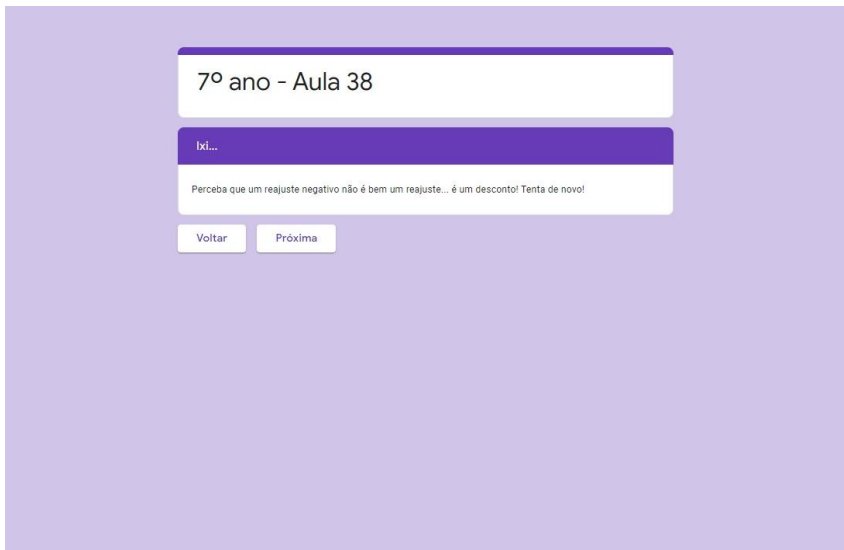 7º ano - Aula 38
Ixi...
Perceba que um reajuste negativo não é bem um reajuste... é um desconto! Tenta de novo!
Voltar
Próxima